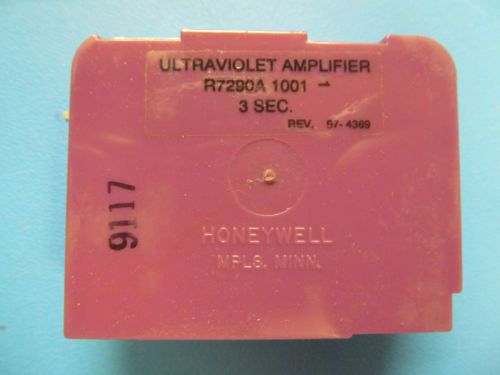 ULTRAVIOLET AMPLIFIER
R7290A 1001 →
3 SEC.
REV. 97-4369
9117
HONEYWELL
MPLS. MINN.